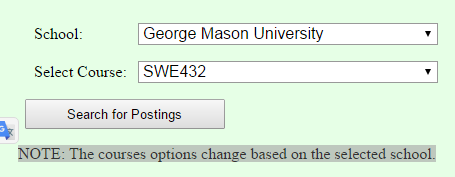 School: George Mason University
Select Course: SWE432
Search for Postings
NOTE: The courses options change based on the selected school.